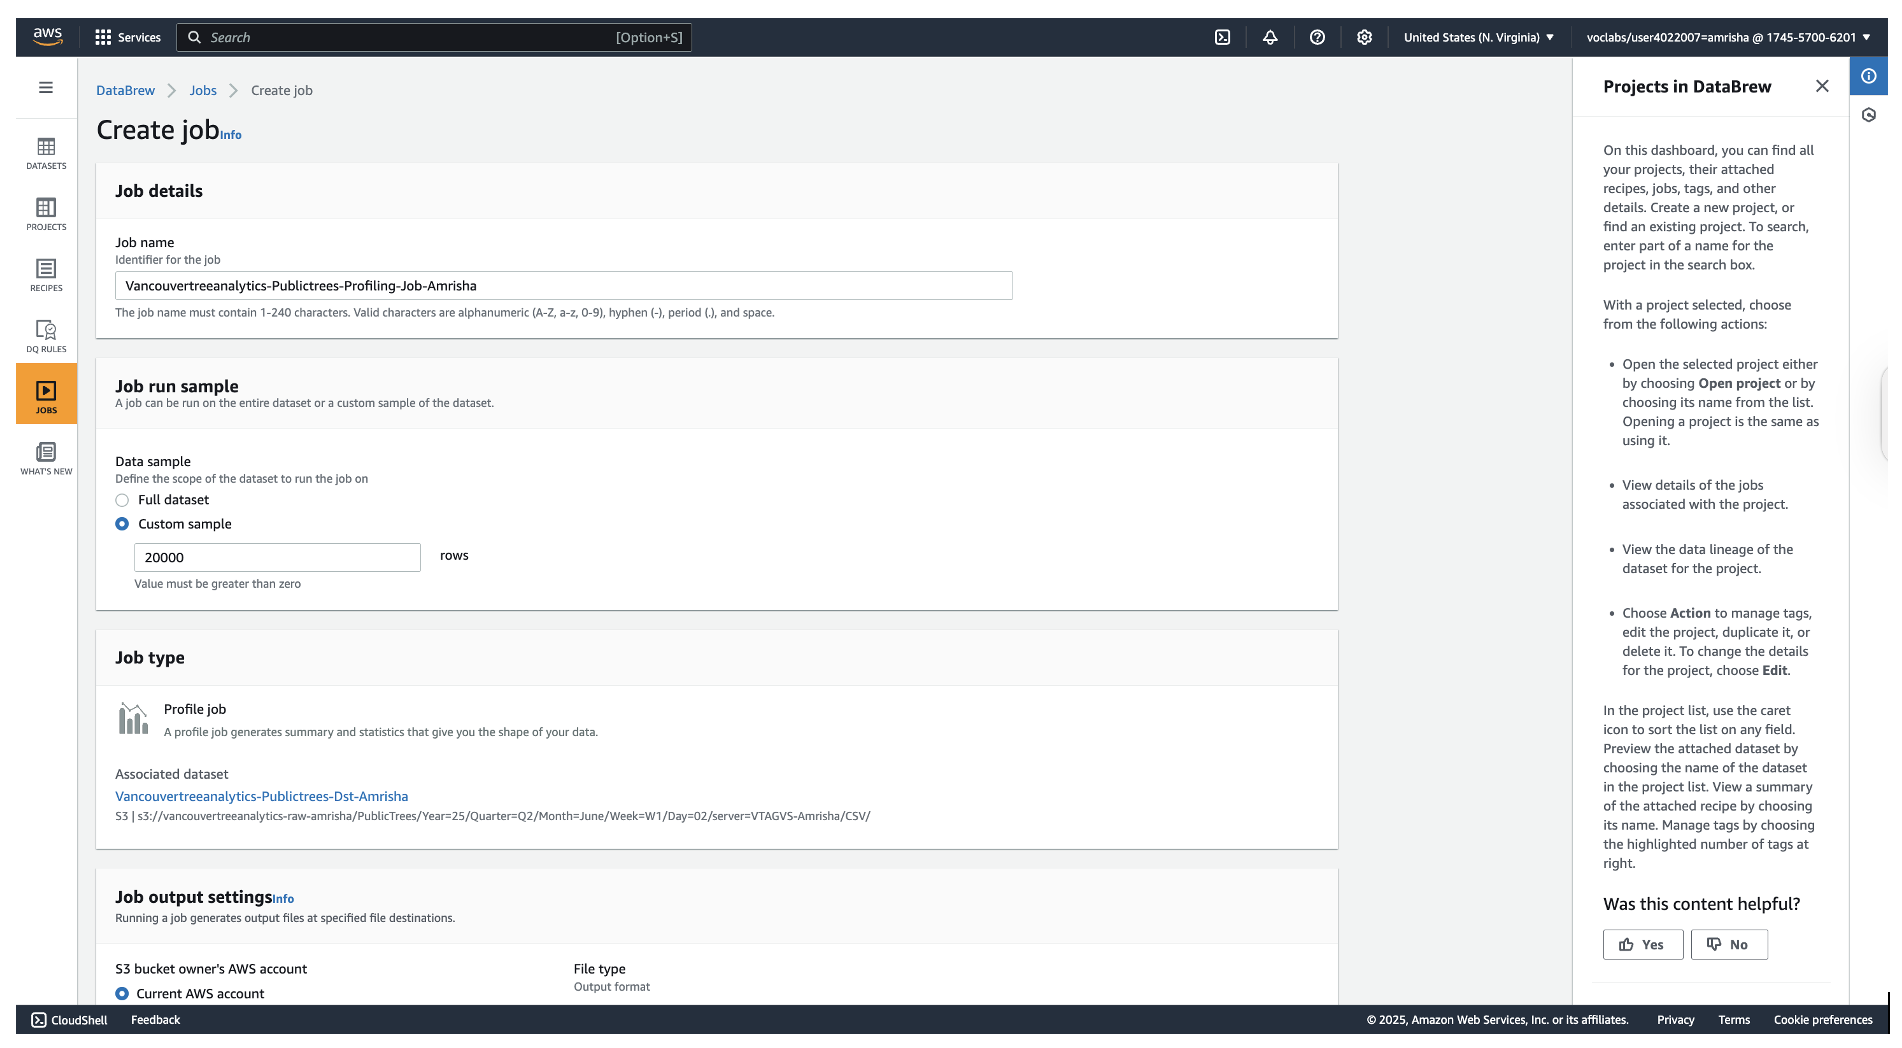 aws
Services
Search
[Option+S]
United States (N. Virginia)
voclabs/user4022007=amrisha @ 1745-5700-6201
DATASETS
PROJECTS
RECIPES
DQ RULES
JOBS
WHAT'S NEW
DataBrew
Jobs
Create job
Create job Info
Job details
Job name
Identifier for the job
Vancouvertreeanalytics-Publictrees-Profiling-Job-Amrisha
The job name must contain 1-240 characters. Valid characters are alphanumeric (A-Z, a-z, 0-9), hyphen (-), period (.), and space.
Job run sample
A job can be run on the entire dataset or a custom sample of the dataset.
Data sample
Define the scope of the dataset to run the job on
Full dataset
Custom sample
20000
rows
Value must be greater than zero
Job type
Profile job
A profile job generates summary and statistics that give you the shape of your data.
Associated dataset
Vancouvertreeanalytics-Publictrees-Dst-Amrisha
S3 | s3://vancouvertreeanalytics-raw-amrisha/PublicTrees/Year=25/Quarter=Q2/Month=June/Week=W1/Day=02/server=VTAGVS-Amrisha/CSV/
Job output settings Info
Running a job generates output files at specified file destinations.
S3 bucket owner's AWS account
Current AWS account
File type
Output format
Projects in DataBrew
On this dashboard, you can find all
your projects, their attached
recipes, jobs, tags, and other
details. Create a new project, or
find an existing project. To search,
enter part of a name for the
project in the search box.
With a project selected, choose
from the following actions:
• Open the selected project either
by choosing Open project or by
choosing its name from the list.
Opening a project is the same as
using it.
• View details of the jobs
associated with the project.
• View the data lineage of the
dataset for the project.
• Choose Action to manage tags,
edit the project, duplicate it, or
delete it. To change the details
for the project, choose Edit.
In the project list, use the caret
icon to sort the list on any field.
Preview the attached dataset by
choosing the name of the dataset
in the project list. View a summary
of the attached recipe by choosing
its name. Manage tags by choosing
the highlighted number of tags at
right.
Was this content helpful?
Yes
No
CloudShell
Feedback
© 2025, Amazon Web Services, Inc. or its affiliates.
Privacy
Terms
Cookie preferences